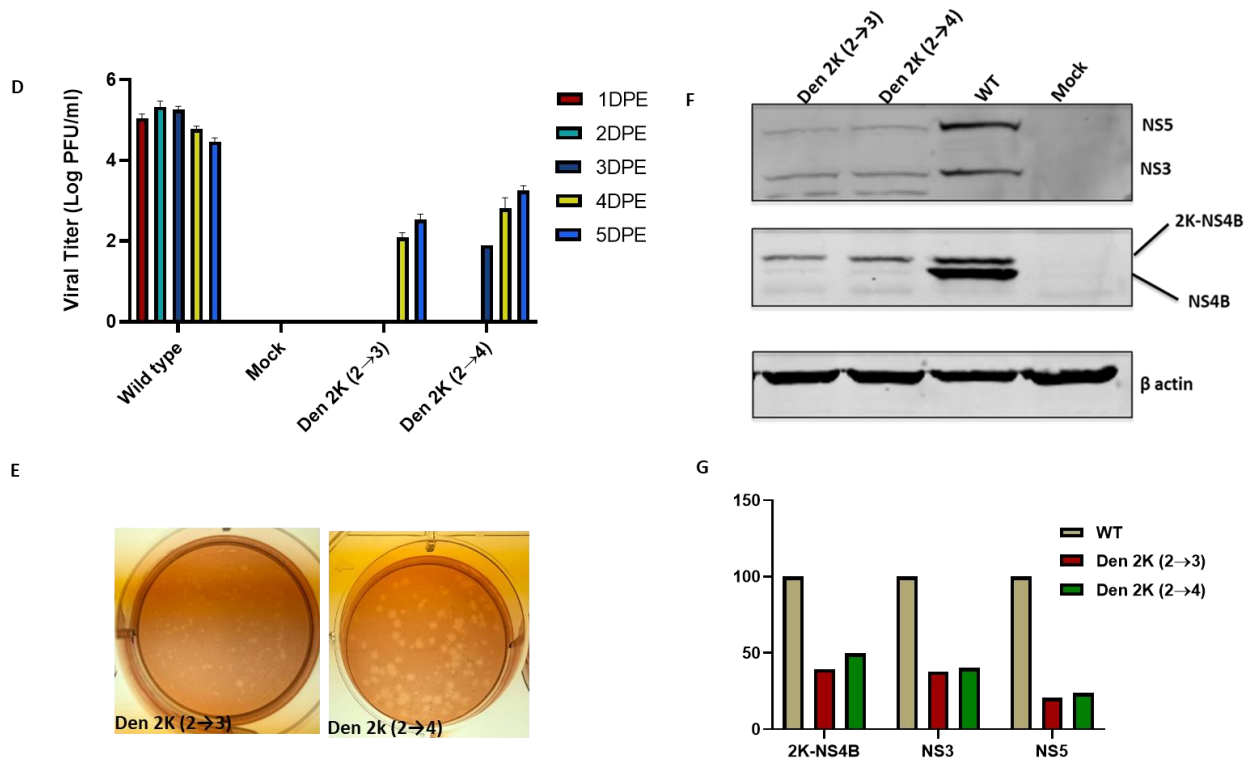 D
Viral Titer (Log PFU/ml)
6
4
2
0
Wild type
Mock
Den 2K (2→3)
Den 2K (2→4)
1DPE
2DPE
3DPE
4DPE
5DPE
E
Den 2K (2→3)
Den 2k (2→4)
F
Den 2K (2→3)
Den 2K (2→4)
WT
Mock
NS5
NS3
2K-NS4B
NS4B
β actin
G
150
100
50
0
2K-NS4B
NS3
NS5
WT
Den 2K (2→3)
Den 2K (2→4)